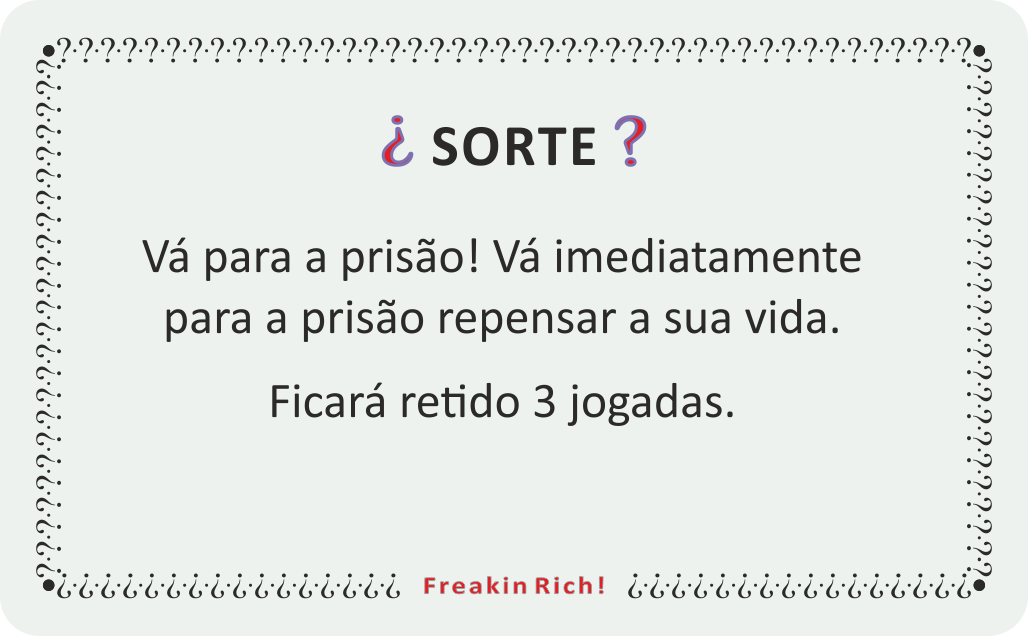 ¿ SORTE ?
Vá para a prisão! Vá imediatamente
para a prisão repensar a sua vida.
Ficará retido 3 jogadas.
Freakin Rich!